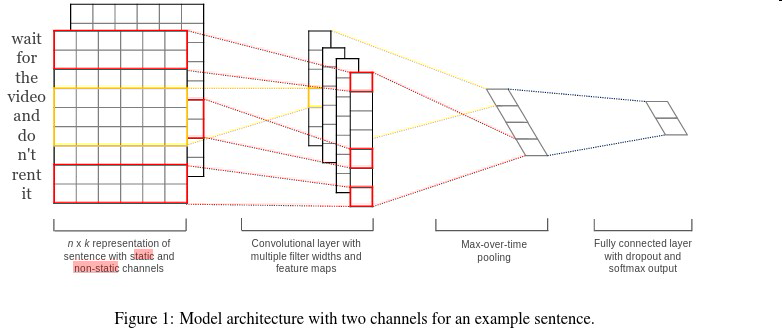 wait
for
the
video
and
do
n't
rent
it
n x k representation of
sentence with static and
non-static channels
Convolutional layer with
multiple filter widths and
feature maps
Max-over-time
pooling
Fully connected layer
with dropout and
softmax output
Figure 1: Model architecture with two channels for an example sentence.